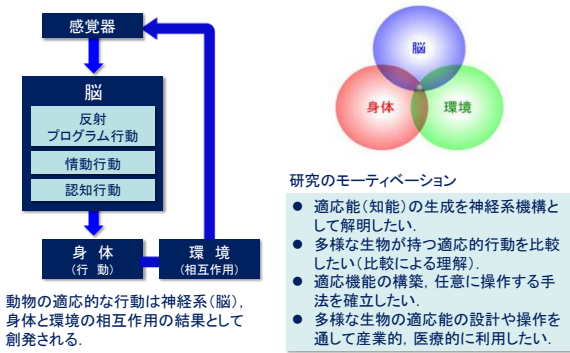 感覚器
脳
反射
プログラム行動
情動行動
認知行動
身 体
(行 動)
環 境
(相互作用)
動物の適応的な行動は神経系(脳),
身体と環境の相互作用の結果として
創発される.
脳
身体
環境
研究のモーティベーション
● 適応能(知能)の生成を神経系機構と
して解明したい.
● 多様な生物が持つ適応的行動を比較
したい(比較による理解).
● 適応機能の構築, 任意に操作する手
法を確立したい.
● 多様な生物の適応能の設計や操作を
通して産業的, 医療的に利用したい.